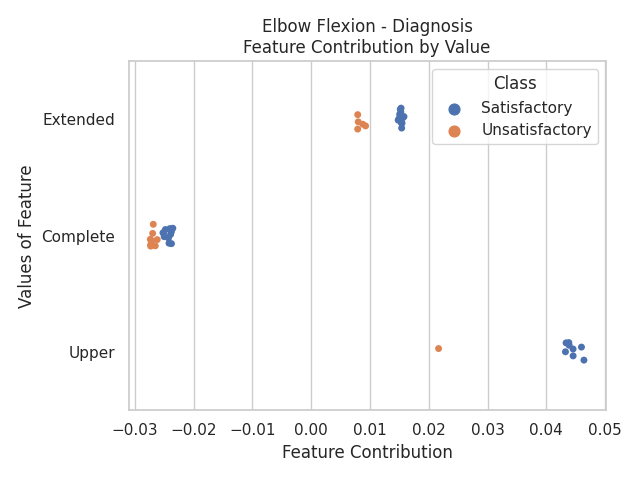 Elbow Flexion - Diagnosis
Feature Contribution by Value
Class
Satisfactory
Unsatisfactory
Values of Feature
Extended
Complete
Upper
−0.03 −0.02 −0.01 0.00 0.01 0.02 0.03 0.04 0.05
Feature Contribution